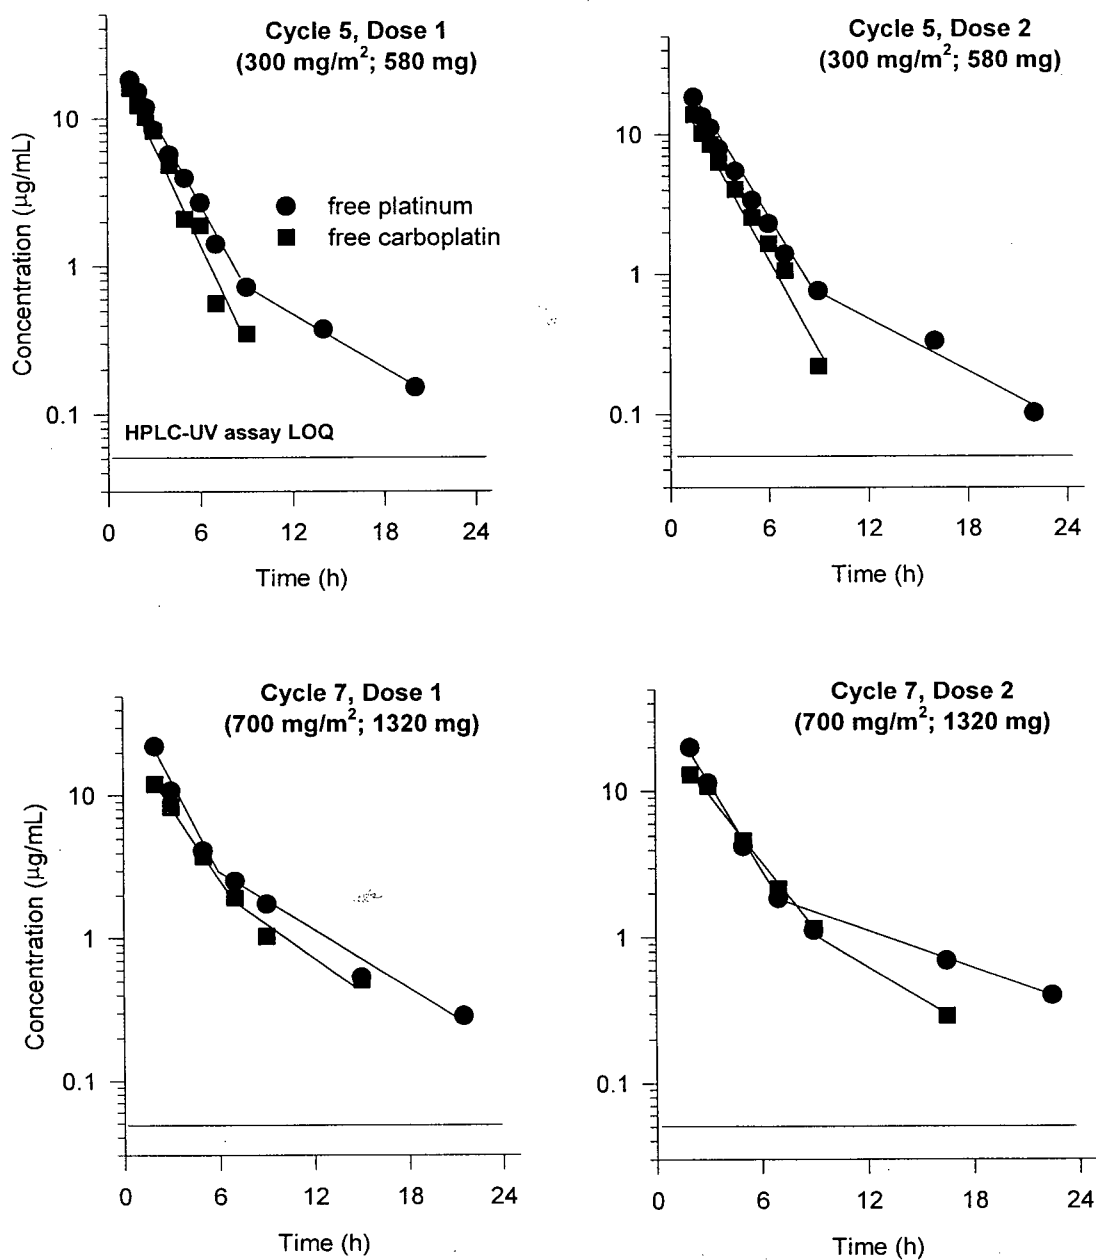 Cycle 5, Dose 1
(300 mg/m²; 580 mg)
Concentration (μg/mL)
10
1
0.1
free platinum
free carboplatin
HPLC-UV assay LOQ
0 6 12 18 24
Time (h)
Cycle 5, Dose 2
(300 mg/m²; 580 mg)
10
1
0.1
0 6 12 18 24
Time (h)
Cycle 7, Dose 1
(700 mg/m²; 1320 mg)
Concentration (μg/mL)
10
1
0.1
0 6 12 18 24
Time (h)
Cycle 7, Dose 2
(700 mg/m²; 1320 mg)
10
1
0.1
0 6 12 18 24
Time (h)